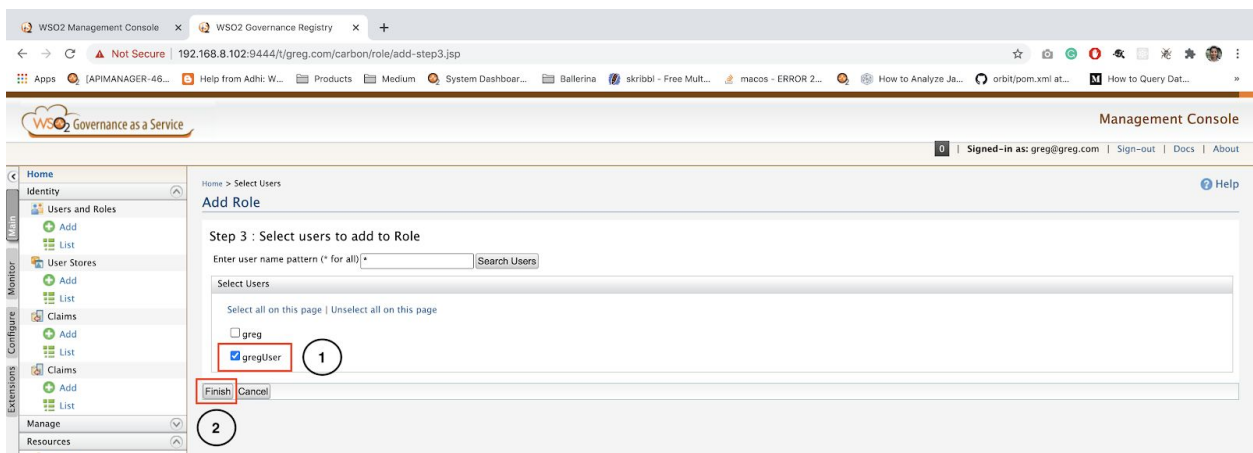 WSO2 Management Console
WSO2 Governance Registry
Not Secure | 192.168.8.102:9444/t/greg.com/carbon/role/add-step3.jsp
Apps [APIMANAGER-46... Help from Adhi: W... Products Medium System Dashboar... Ballerina skribbl - Free Mult... macos - ERROR 2... How to Analyze Ja... orbit/pom.xml at... M How to Query Dat... »
WSO2 Governance as a Service
Management Console
0 | Signed-in as: greg@greg.com | Sign-out | Docs | About
Main
Monitor
Configure
Extensions
Home
Identity
Users and Roles
Add
List
User Stores
Add
List
Claims
Add
List
Claims
Add
List
Manage
Resources
Home > Select Users
Help
Add Role
Step 3 : Select users to add to Role
Enter user name pattern (* for all) * Search Users
Select Users
Select all on this page | Unselect all on this page
greg
gregUser
1
Finish Cancel
2